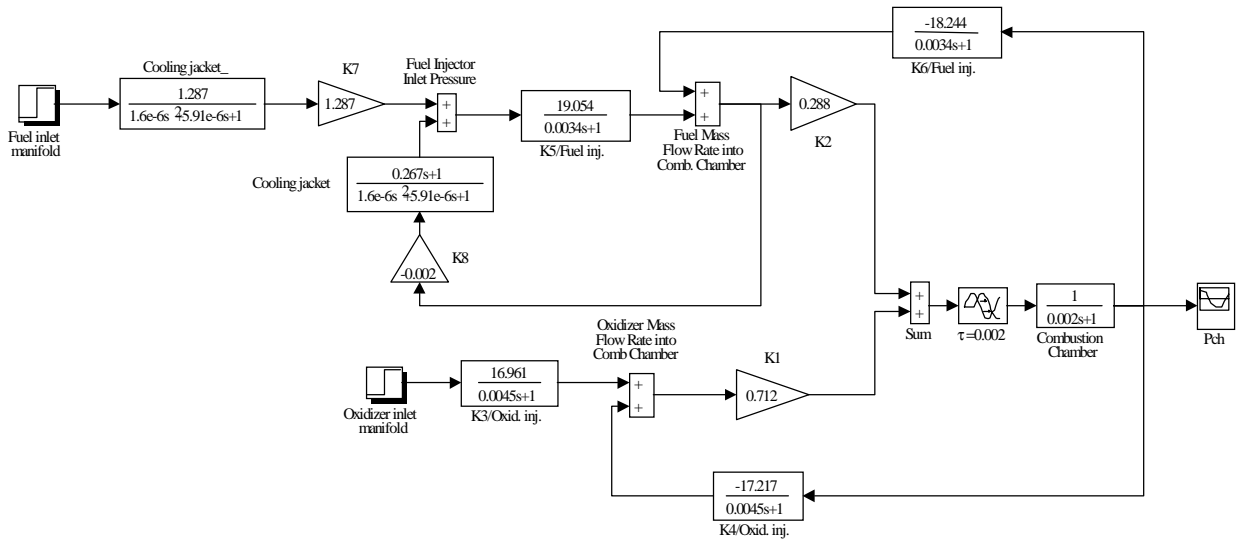 Cooling jacket_
1.287
1.6e-6s 2+5.91e-6s+1
Fuel inlet
manifold
K7
1.287
Fuel Injector
Inlet Pressure
+
+
19.054
0.0034s+1
K5/Fuel inj.
+
+
Fuel Mass
Flow Rate into
Comb. Chamber
-18.244
0.0034s+1
K6/Fuel inj.
0.288
K2
Cooling jacket
0.267s+1
1.6e-6s 2+5.91e-6s+1
K8
-0.002
+
+
Sum
τ=0.002
1
0.002s+1
Combustion
Chamber
Pch
Oxidizer Mass
Flow Rate into
Comb Chamber
Oxidizer inlet
manifold
16.961
0.0045s+1
K3/Oxid. inj.
+
+
K1
0.712
-17.217
0.0045s+1
K4/Oxid. inj.